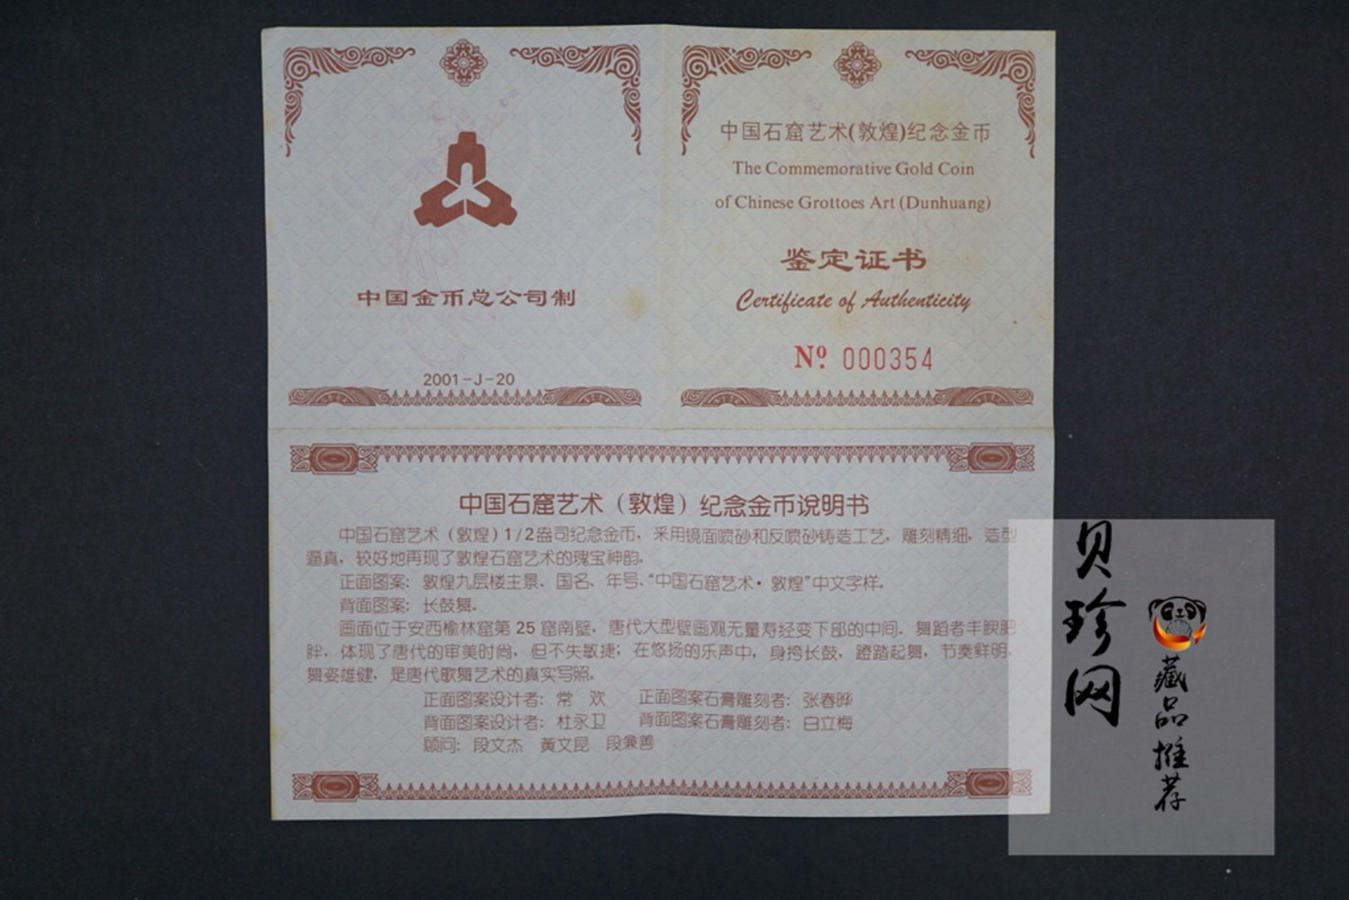 中国金币总公司制
2001-J-20
中国石窟艺术(敦煌)纪念金币
The Commemorative Gold Coin
of Chinese Grottoes Art (Dunhuang)
鉴定证书
Certificate of Authenticity
Nº 000354
中国石窟艺术（敦煌）纪念金币说明书
中国石窟艺术（敦煌）1/2盎司纪念金币，采用镜面喷砂和反喷砂铸造工艺，雕刻精细，造型
逼真，较好地再现了敦煌石窟艺术的瑰宝神韵。
正面图案：敦煌九层楼主景、国名、年号、“中国石窟艺术·敦煌”中文字样。
背面图案：长鼓舞。
画面位于安西榆林窟第25窟南壁，唐代大型壁画观无量寿经变下部的中间，舞蹈者丰腴肥
胖，体现了唐代的审美时尚，但不失敏捷；在悠扬的乐声中，身挎长鼓，蹬踏起舞，节奏鲜明，
舞姿雄健，是唐代歌舞艺术的真实写照。
正面图案设计者：常 欢 正面图案石膏雕刻者：张春晔
背面图案设计者：杜永卫 背面图案石膏雕刻者：白立梅
顾问：段文杰 黄文昆 段兼善
贝珍网
藏品推荐